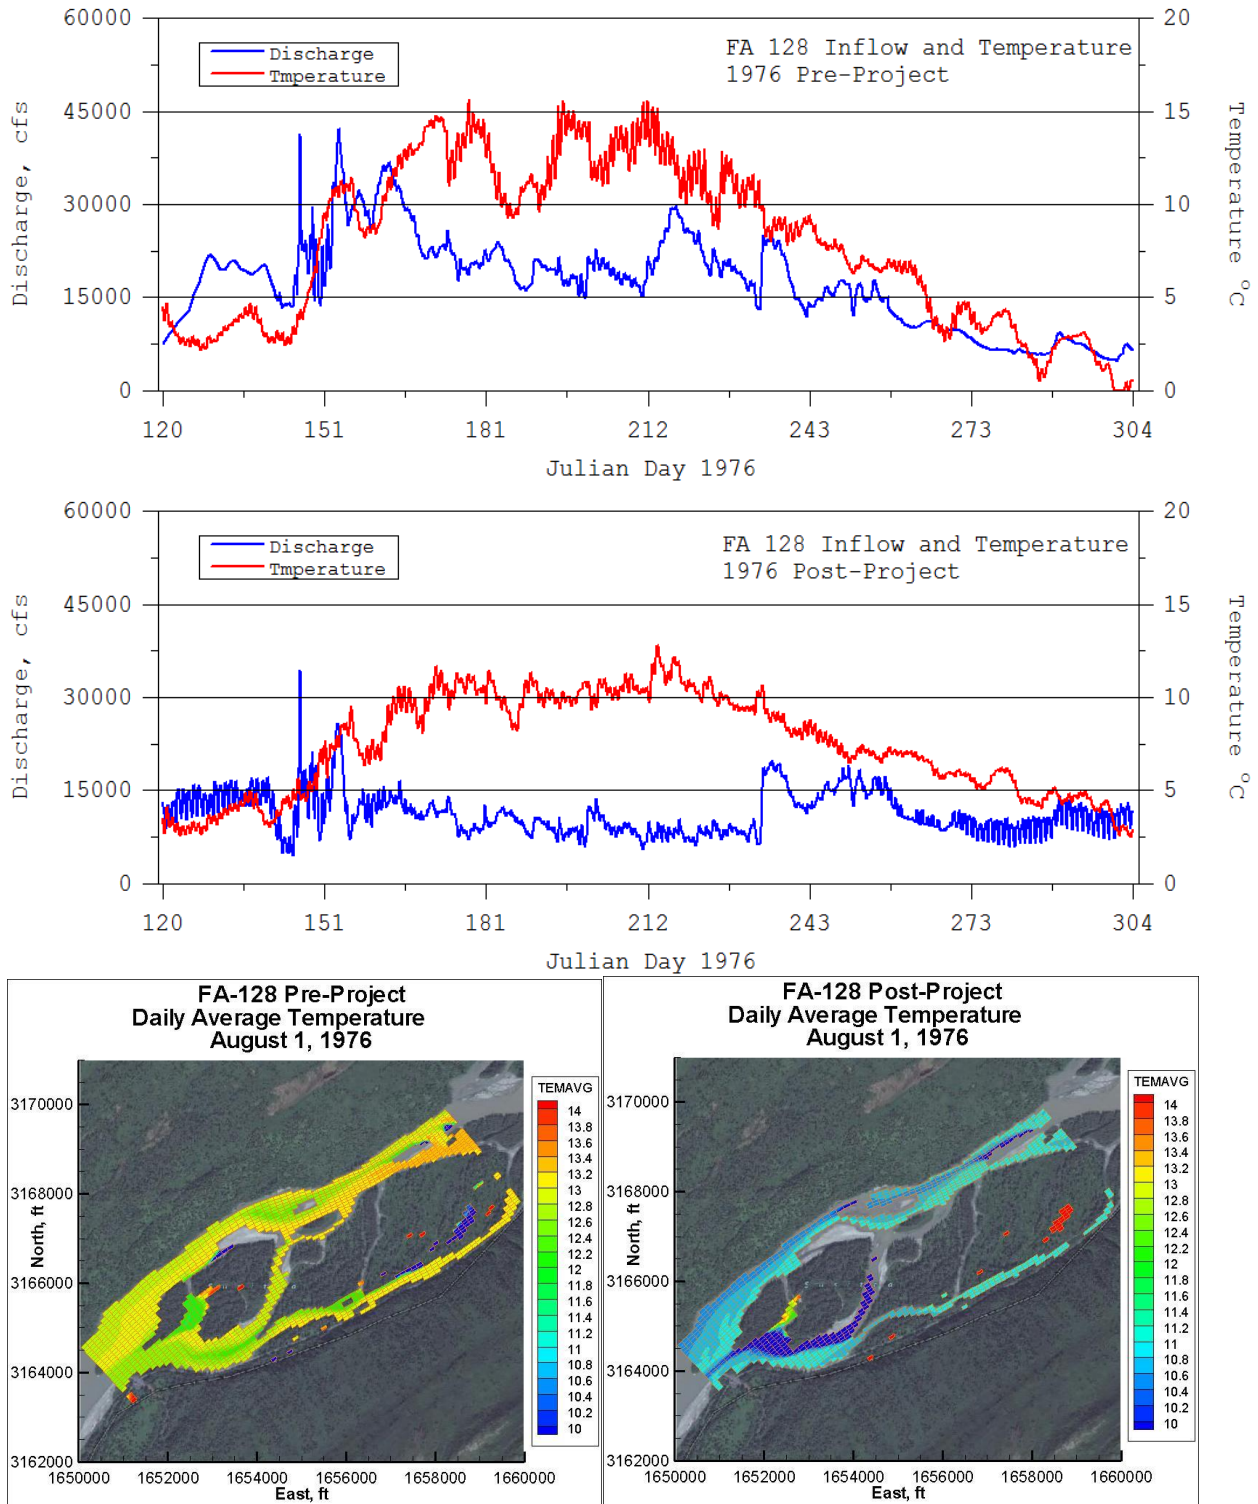 60000
45000
30000
15000
0
Discharge, cfs
Discharge
Tmperature
FA 128 Inflow and Temperature
1976 Pre-Project
20
15
10
5
0
Temperature °C
120 151 181 212 243 273 304
Julian Day 1976
60000
45000
30000
15000
0
Discharge, cfs
Discharge
Tmperature
FA 128 Inflow and Temperature
1976 Post-Project
20
15
10
5
0
Temperature °C
120 151 181 212 243 273 304
Julian Day 1976
FA-128 Pre-Project
Daily Average Temperature
August 1, 1976
TEMAVG
14
13.8
13.6
13.4
13.2
13
12.8
12.6
12.4
12.2
12
11.8
11.6
11.4
11.2
11
10.8
10.6
10.4
10.2
10
3170000
3168000
3166000
3164000
3162000
North, ft
1650000 1652000 1654000 1656000 1658000 1660000
East, ft
FA-128 Post-Project
Daily Average Temperature
August 1, 1976
TEMAVG
14
13.8
13.6
13.4
13.2
13
12.8
12.6
12.4
12.2
12
11.8
11.6
11.4
11.2
11
10.8
10.6
10.4
10.2
10
3170000
3168000
3166000
3164000
3162000
North, ft
1650000 1652000 1654000 1656000 1658000 1660000
East, ft